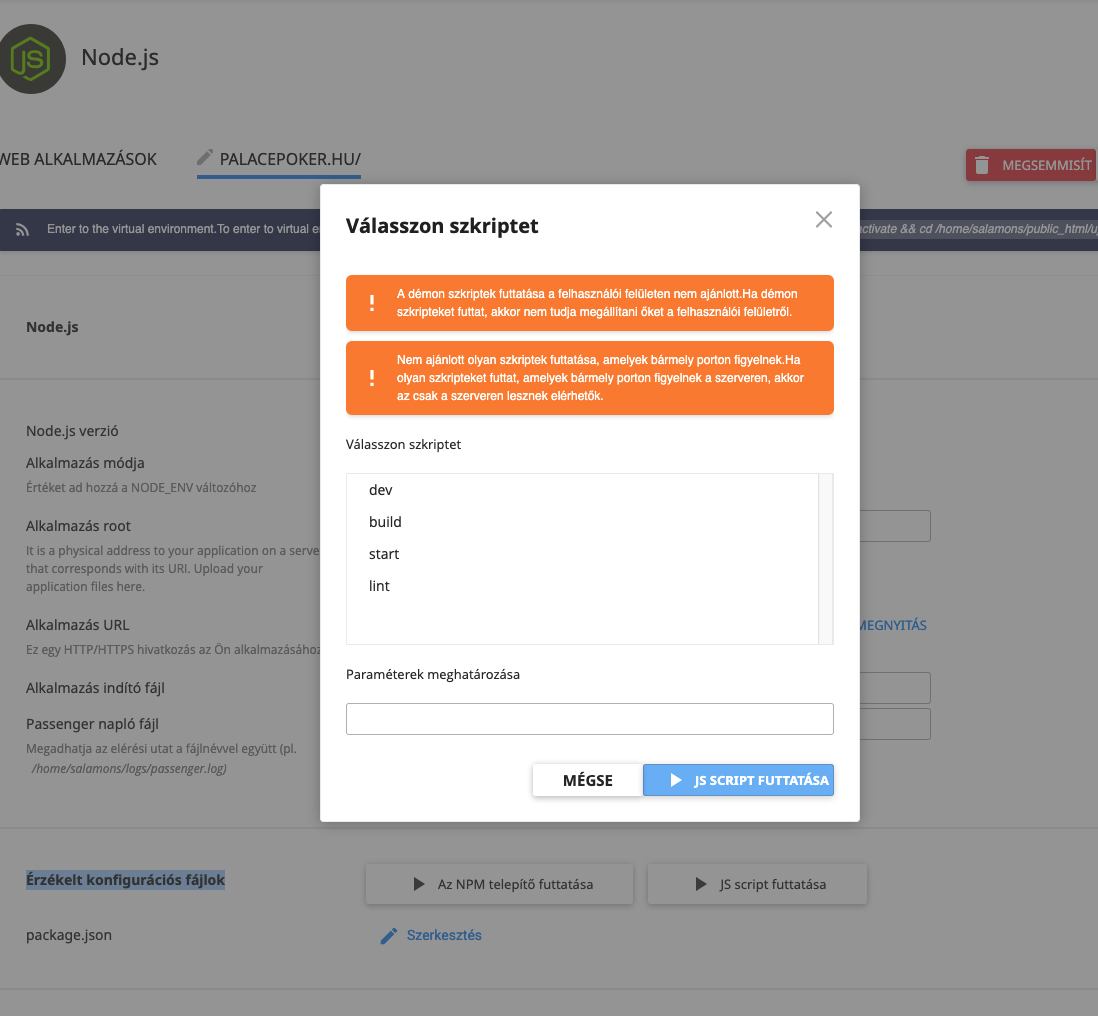 JS
Node.js
WEB ALKALMAZÁSOK
PALACEPOKER.HU/
MEGSEMMISÍT
Enter to the virtual environment.To enter to virtual
activate && cd /home/salamons/public_html/
Válasszon szkriptet
A démon szkriptek futtatása a felhasználói felületen nem ajánlott.Ha démon
szkripteket futtat, akkor nem tudja megállítani őket a felhasználói felületről.
Nem ajánlott olyan szkriptek futtatása, amelyek bármely porton figyelnek.Ha
olyan szkripteket futtat, amelyek bármely porton figyelnek a szerveren, akkor
az csak a szerveren lesznek elérhetők.
Válasszon szkriptet
dev
build
start
lint
Paraméterek meghatározása
MÉGSE
JS SCRIPT FUTTATÁSA
Node.js
Node.js verzió
Alkalmazás módja
Értéket ad hozzá a NODE_ENV változóhoz
Alkalmazás root
It is a physical address to your application on a serve
that corresponds with its URI. Upload your
application files here.
Alkalmazás URL
MEGNYITÁS
Ez egy HTTP/HTTPS hivatkozás az Ön alkalmazásához
Alkalmazás indító fájl
Passenger napló fájl
Megadhatja az elérési utat a fájlnévvel együtt (pl.
/home/salamons/logs/passenger.log)
Érzékelt konfigurációs fájlok
Az NPM telepítő futtatása
JS script futtatása
package.json
Szerkesztés